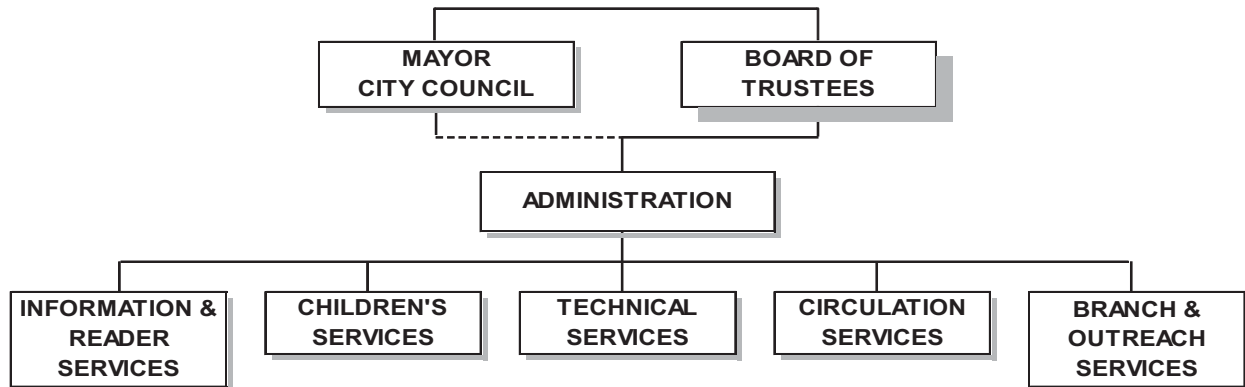 MAYOR
CITY COUNCIL
BOARD OF
TRUSTEES
ADMINISTRATION
INFORMATION &
READER
SERVICES
CHILDREN'S
SERVICES
TECHNICAL
SERVICES
CIRCULATION
SERVICES
BRANCH &
OUTREACH
SERVICES